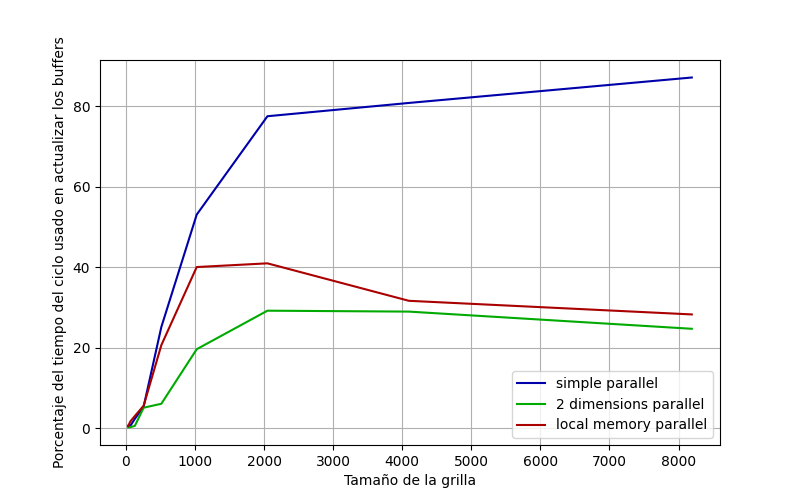 Porcentaje del tiempo del ciclo usado en actualizar los buffers
80
60
40
20
0
simple parallel
2 dimensions parallel
local memory parallel
0 1000 2000 3000 4000 5000 6000 7000 8000
Tamaño de la grilla